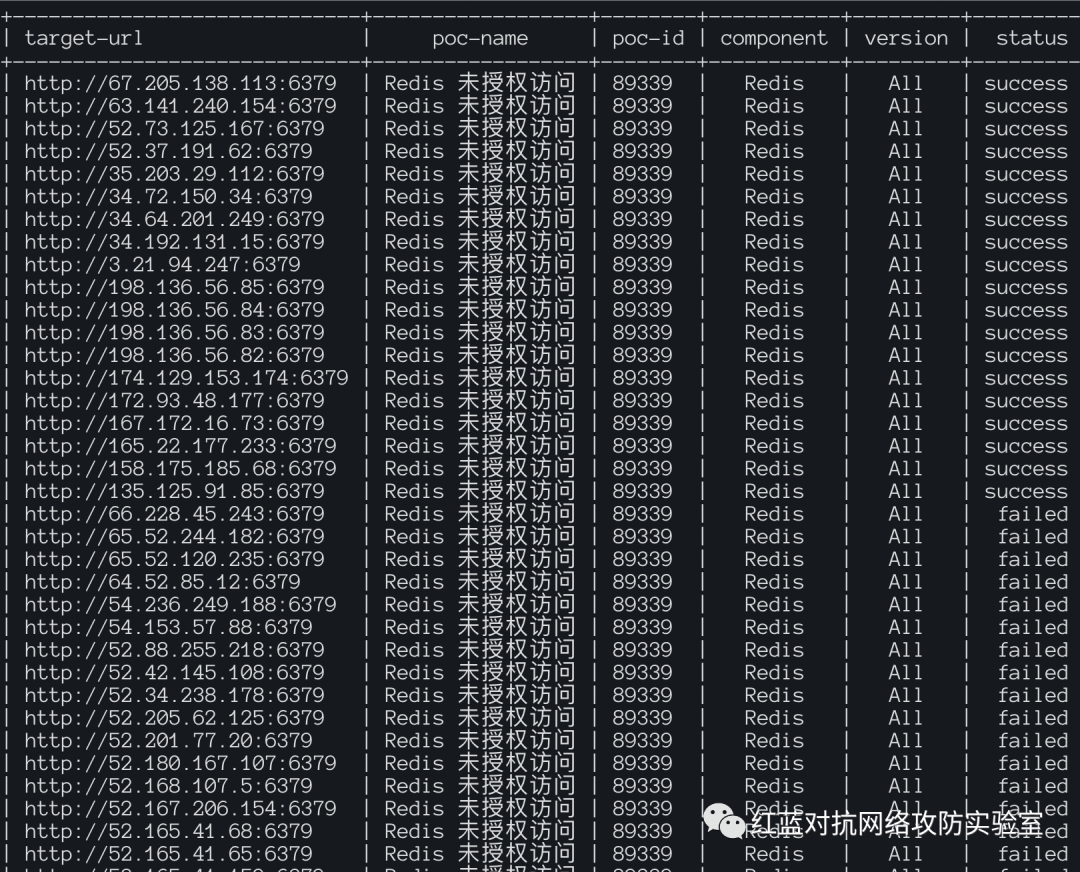 target-url | poc-name | poc-id | component | version | status
http://67.205.138.113:6379 | Redis 未授权访问 | 89339 | Redis | All | success
http://63.141.240.154:6379 | Redis 未授权访问 | 89339 | Redis | All | success
http://52.73.125.167:6379 | Redis 未授权访问 | 89339 | Redis | All | success
http://52.37.191.62:6379 | Redis 未授权访问 | 89339 | Redis | All | success
http://35.203.29.112:6379 | Redis 未授权访问 | 89339 | Redis | All | success
http://34.72.150.34:6379 | Redis 未授权访问 | 89339 | Redis | All | success
http://34.64.201.249:6379 | Redis 未授权访问 | 89339 | Redis | All | success
http://34.192.131.15:6379 | Redis 未授权访问 | 89339 | Redis | All | success
http://3.21.94.247:6379 | Redis 未授权访问 | 89339 | Redis | All | success
http://198.136.56.85:6379 | Redis 未授权访问 | 89339 | Redis | All | success
http://198.136.56.84:6379 | Redis 未授权访问 | 89339 | Redis | All | success
http://198.136.56.83:6379 | Redis 未授权访问 | 89339 | Redis | All | success
http://198.136.56.82:6379 | Redis 未授权访问 | 89339 | Redis | All | success
http://174.129.153.174:6379 | Redis 未授权访问 | 89339 | Redis | All | success
http://172.93.48.177:6379 | Redis 未授权访问 | 89339 | Redis | All | success
http://167.172.16.73:6379 | Redis 未授权访问 | 89339 | Redis | All | success
http://165.22.177.233:6379 | Redis 未授权访问 | 89339 | Redis | All | success
http://158.175.185.68:6379 | Redis 未授权访问 | 89339 | Redis | All | success
http://135.125.91.85:6379 | Redis 未授权访问 | 89339 | Redis | All | success
http://66.228.45.243:6379 | Redis 未授权访问 | 89339 | Redis | All | failed
http://65.52.244.182:6379 | Redis 未授权访问 | 89339 | Redis | All | failed
http://65.52.120.235:6379 | Redis 未授权访问 | 89339 | Redis | All | failed
http://64.52.85.12:6379 | Redis 未授权访问 | 89339 | Redis | All | failed
http://54.236.249.188:6379 | Redis 未授权访问 | 89339 | Redis | All | failed
http://54.153.57.88:6379 | Redis 未授权访问 | 89339 | Redis | All | failed
http://52.88.255.218:6379 | Redis 未授权访问 | 89339 | Redis | All | failed
http://52.42.145.108:6379 | Redis 未授权访问 | 89339 | Redis | All | failed
http://52.34.238.178:6379 | Redis 未授权访问 | 89339 | Redis | All | failed
http://52.205.62.125:6379 | Redis 未授权访问 | 89339 | Redis | All | failed
http://52.201.77.20:6379 | Redis 未授权访问 | 89339 | Redis | All | failed
http://52.180.167.107:6379 | Redis 未授权访问 | 89339 | Redis | All | failed
http://52.168.107.5:6379 | Redis 未授权访问 | 89339 | Redis | All | failed
http://52.167.206.154:6379 | Redis 未授权访问 | 89339 | Redis | All | failed
红蓝对抗网络攻防实验室
http://52.165.41.68:6379 | Redis 未授权访问 | 89339 | Redis | All | failed
http://52.165.41.65:6379 | Redis 未授权访问 | 89339 | Redis | All | failed